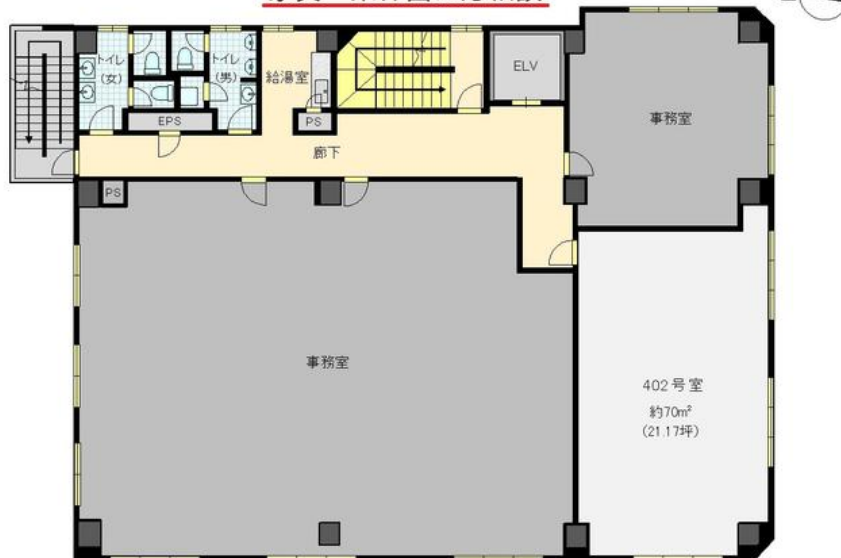 ELV
トイレ
(女)
トイレ
(男)
給湯室
EPS
PS
事務室
廊下
PS
事務室
402号室
約70m²
(21.17坪)